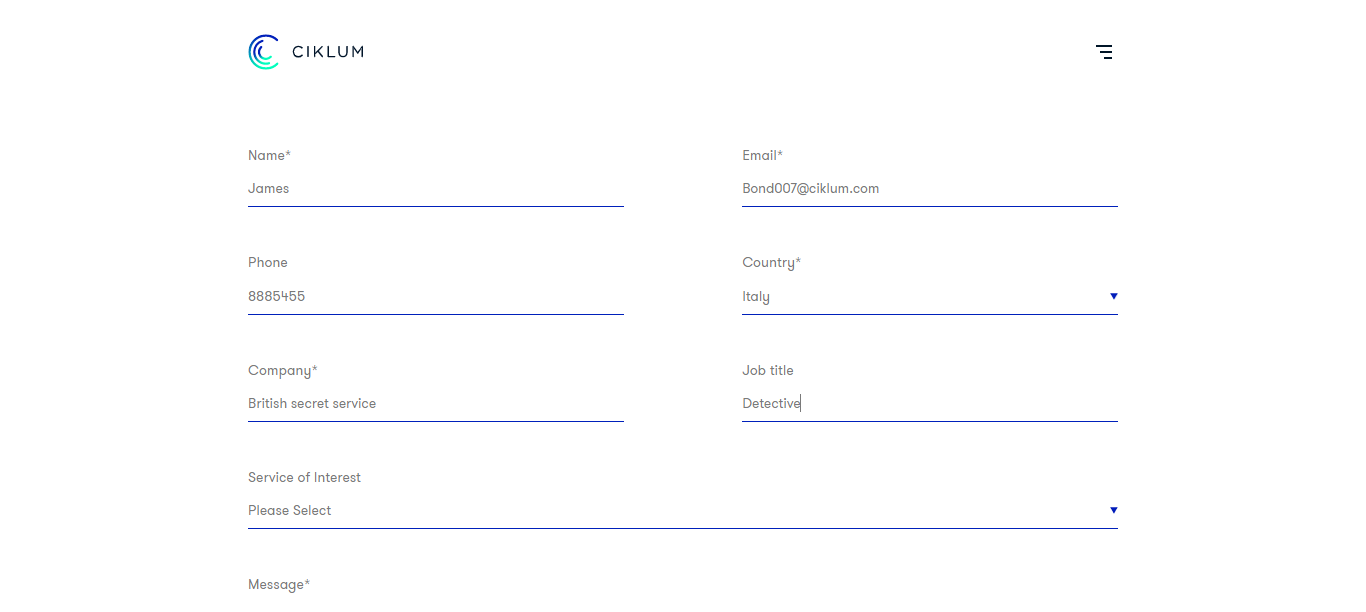 CIKLUM
Name* Email*
James Bond007@ciklum.com
Phone Country*
8885455 Italy
Company* Job title
British secret service Detective
Service of Interest
Please Select
Message*